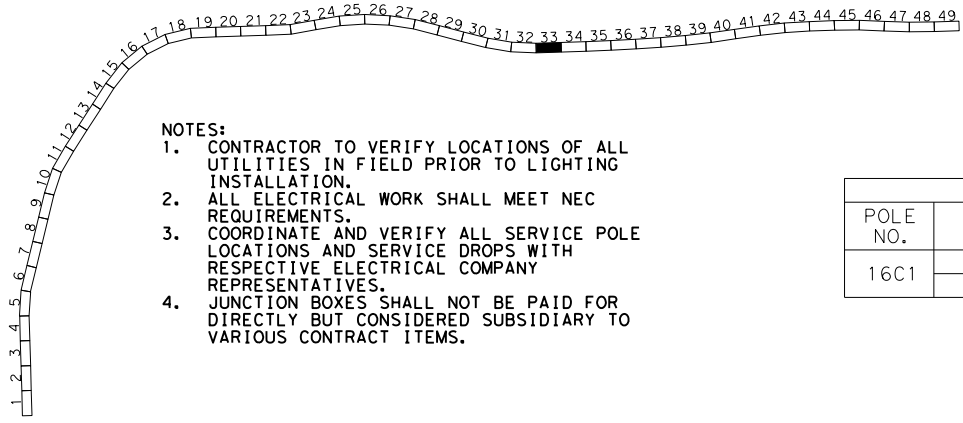 1 2 3 4 5 6 7 8 9 10 11 12 13 14 15 16 17 18 19 20 21 22 23 24 25 26 27 28 29 30 31 32 33 34 35 36 37 38 39 40 41 42 43 44 45 46 47 48 49
NOTES:
1. CONTRACTOR TO VERIFY LOCATIONS OF ALL
UTILITIES IN FIELD PRIOR TO LIGHTING
INSTALLATION.
2. ALL ELECTRICAL WORK SHALL MEET NEC
REQUIREMENTS.
3. COORDINATE AND VERIFY ALL SERVICE POLE
LOCATIONS AND SERVICE DROPS WITH
RESPECTIVE ELECTRICAL COMPANY
REPRESENTATIVES.
4. JUNCTION BOXES SHALL NOT BE PAID FOR
DIRECTLY BUT CONSIDERED SUBSIDIARY TO
VARIOUS CONTRACT ITEMS.
POLE
NO.
16C1